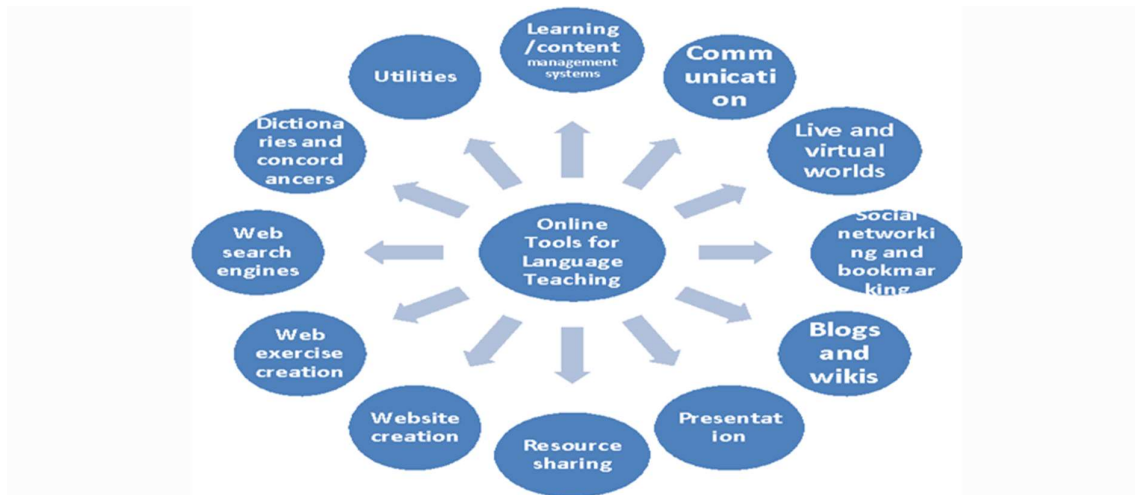 Learning
/content
management
systems
Comm
unicati
on
Live and
virtual
worlds
Social
networki
ng and
bookmar
king
Blogs
and
wikis
Presentat
ion
Resource
sharing
Website
creation
Web
exercise
creation
Web
search
engines
Dictiona
ries and
concord
ancers
Utilities
Online
Tools for
Language
Teaching